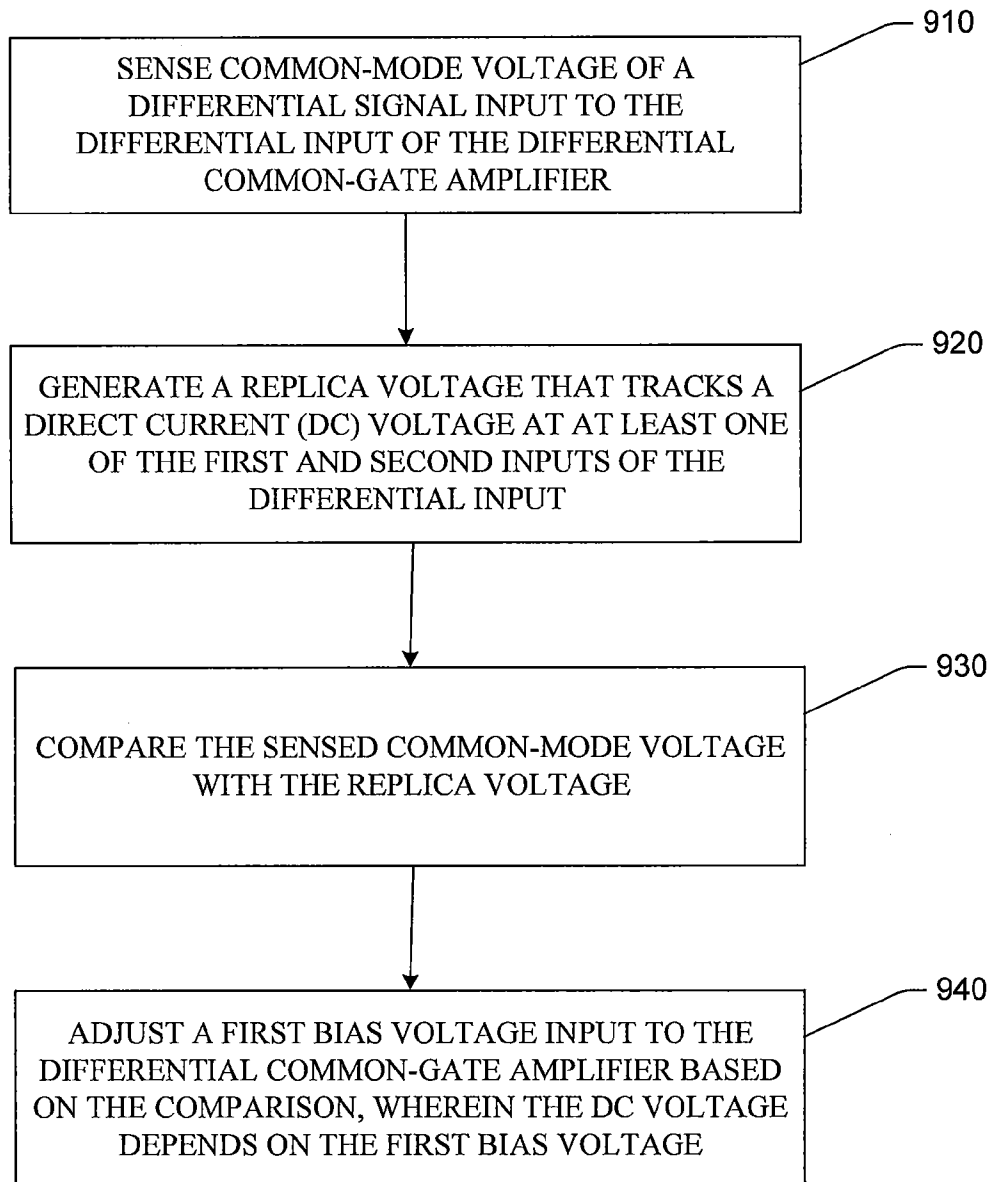 910
SENSE COMMON-MODE VOLTAGE OF A
DIFFERENTIAL SIGNAL INPUT TO THE
DIFFERENTIAL INPUT OF THE DIFFERENTIAL
COMMON-GATE AMPLIFIER
920
GENERATE A REPLICA VOLTAGE THAT TRACKS A
DIRECT CURRENT (DC) VOLTAGE AT AT LEAST ONE
OF THE FIRST AND SECOND INPUTS OF THE
DIFFERENTIAL INPUT
930
COMPARE THE SENSED COMMON-MODE VOLTAGE
WITH THE REPLICA VOLTAGE
940
ADJUST A FIRST BIAS VOLTAGE INPUT TO THE
DIFFERENTIAL COMMON-GATE AMPLIFIER BASED
ON THE COMPARISON, WHEREIN THE DC VOLTAGE
DEPENDS ON THE FIRST BIAS VOLTAGE